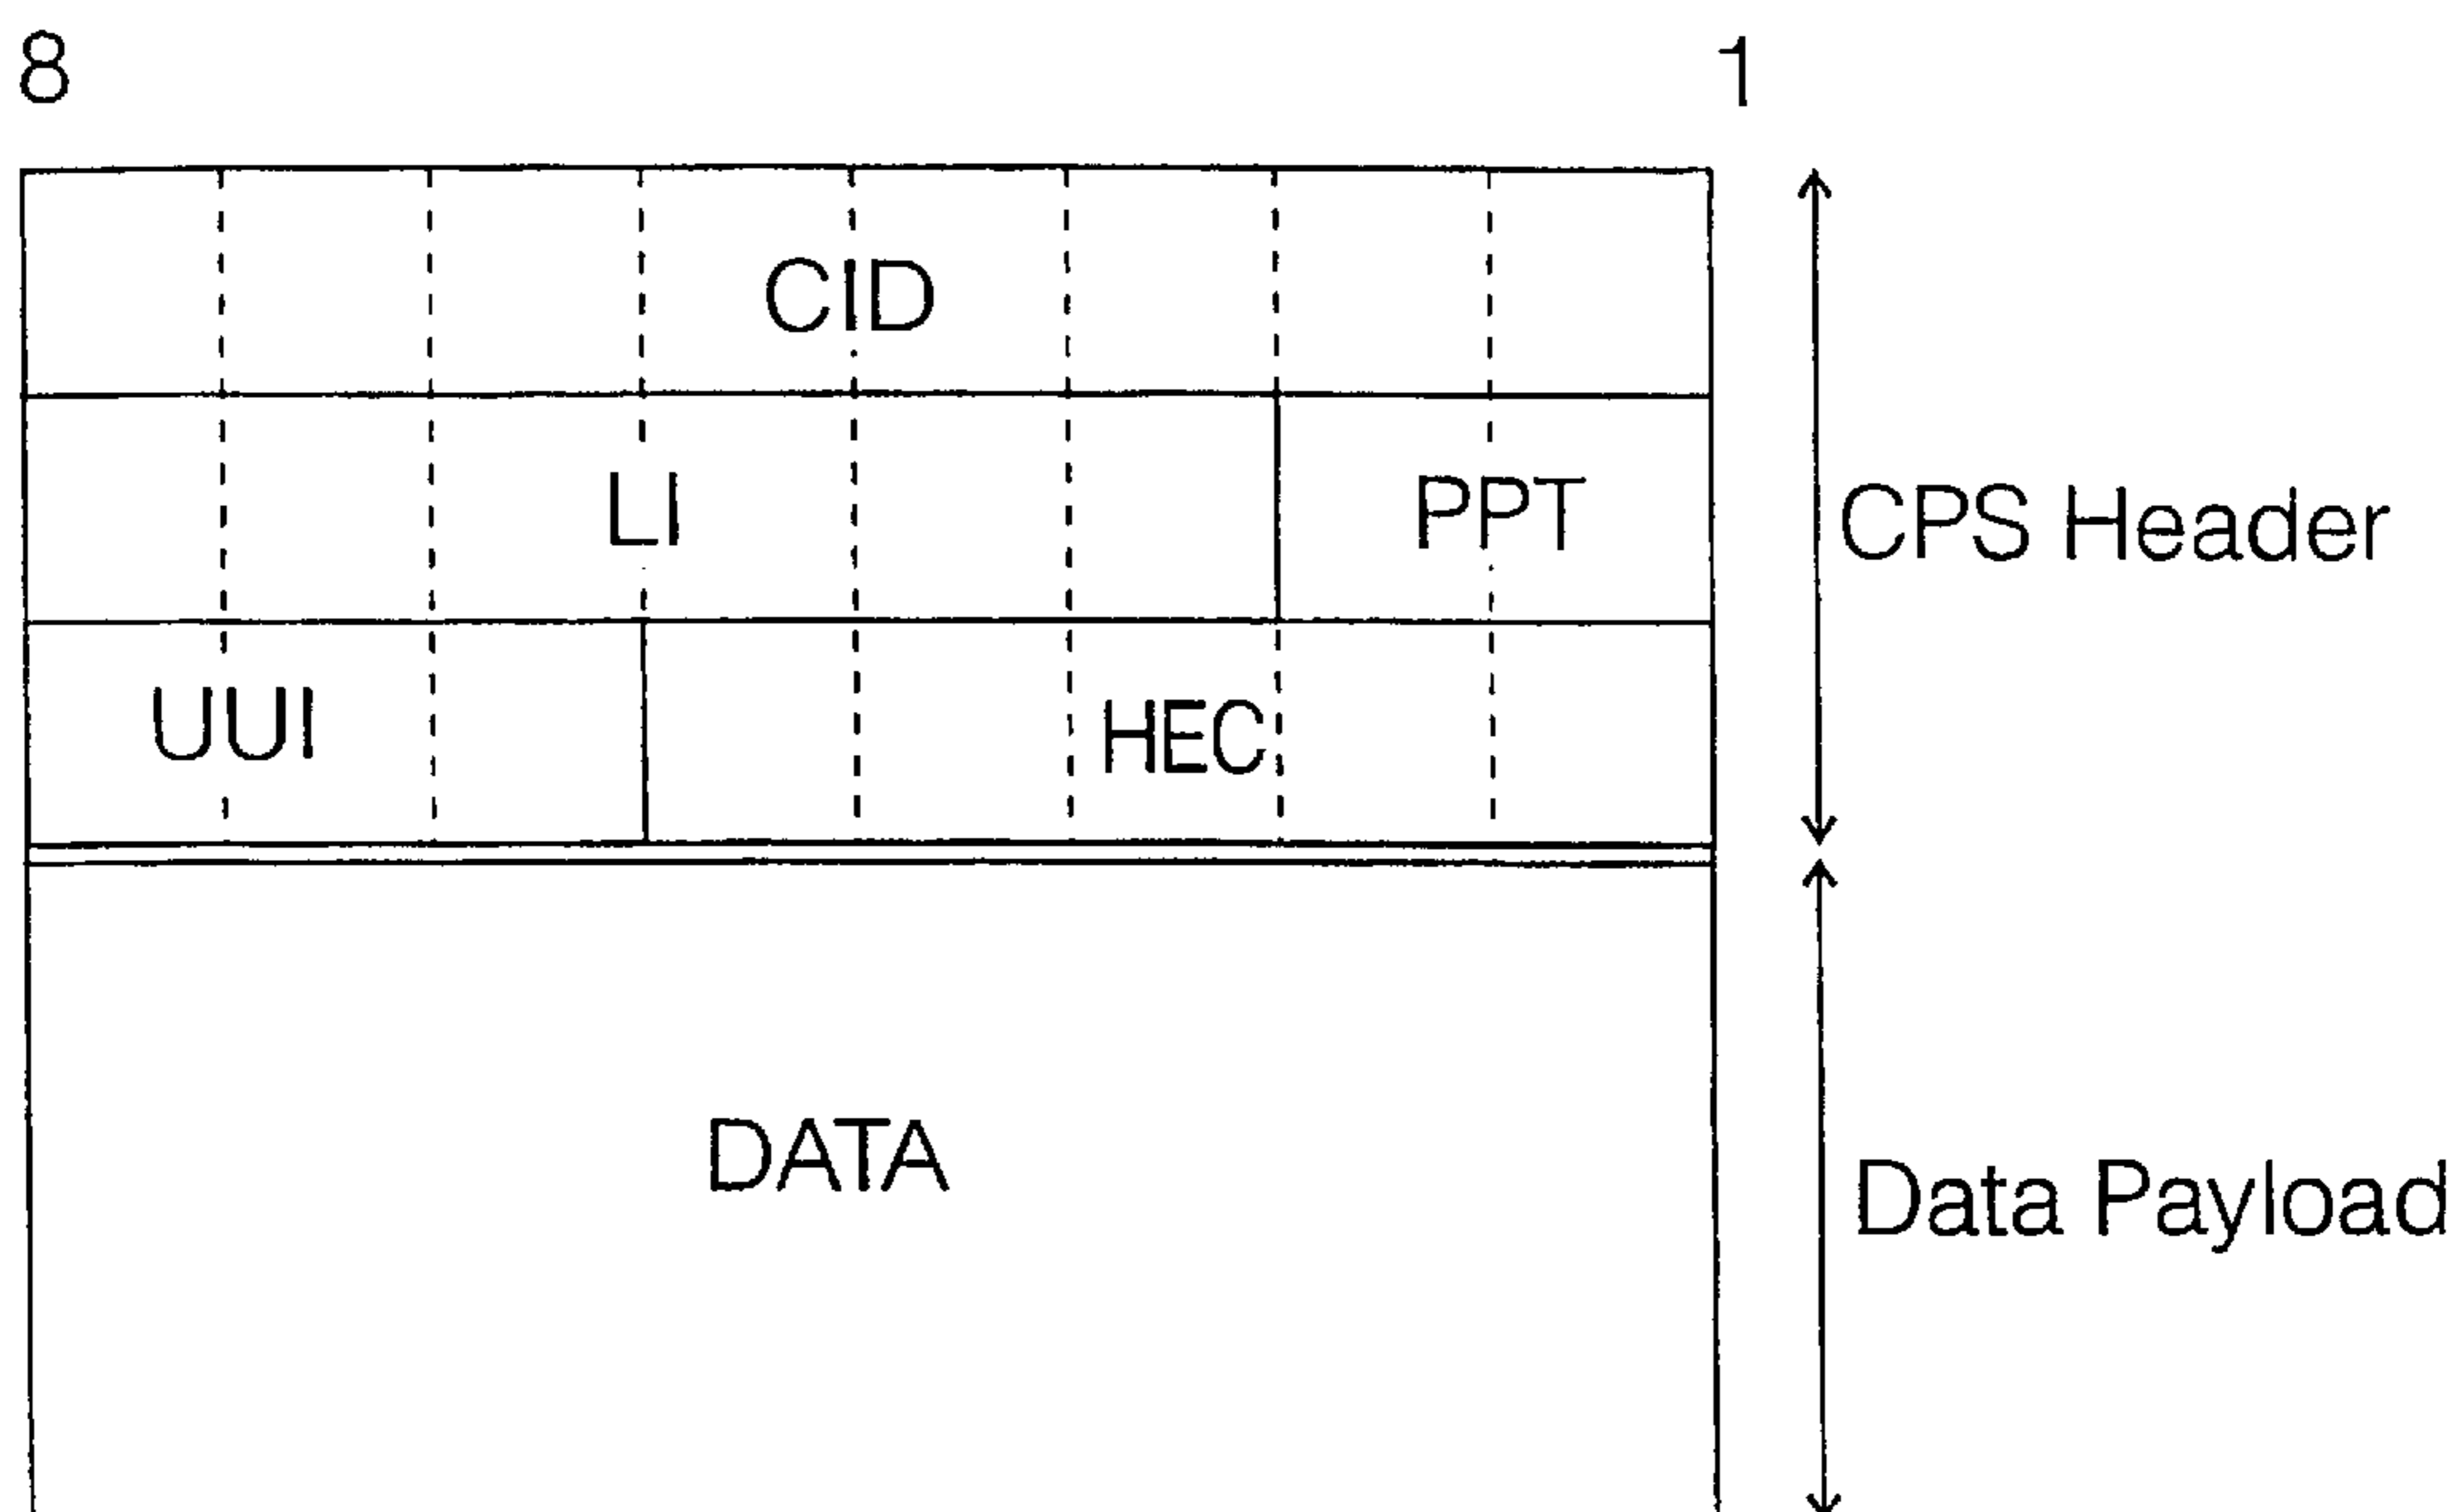 8 1
CID
LI PPT
CPS Header
UUI HEC
DATA
Data Payload